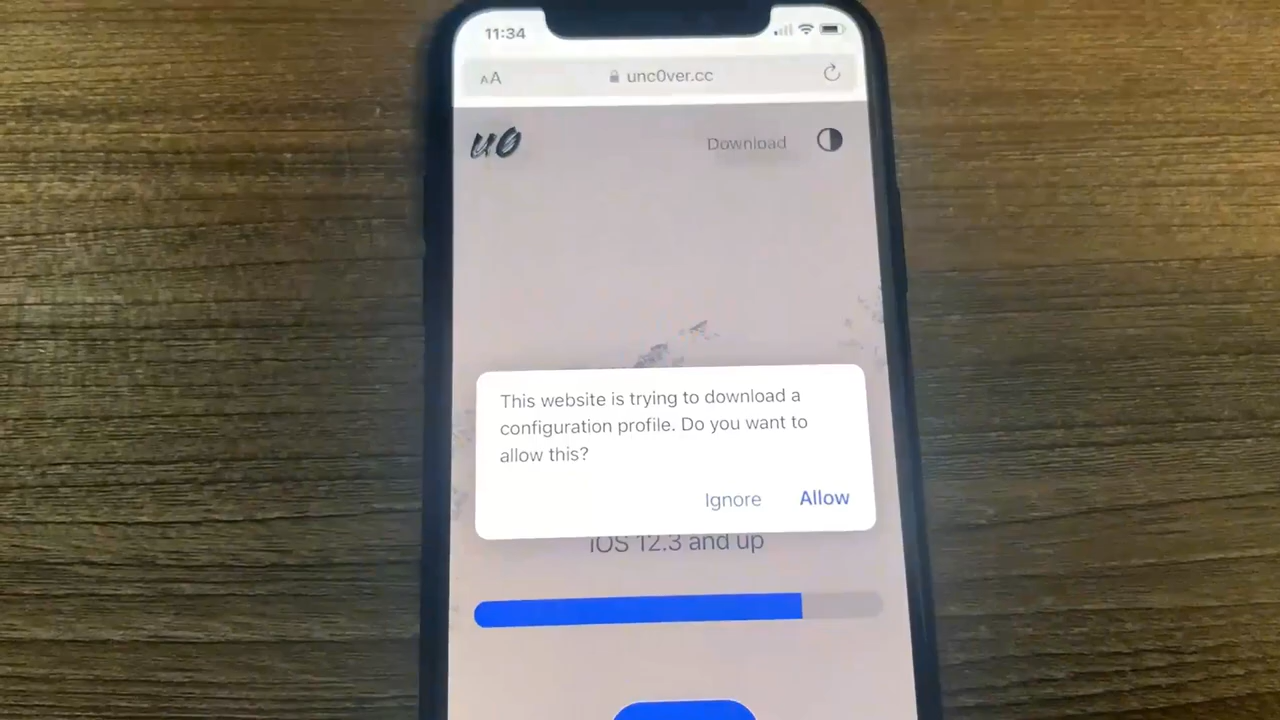 11:34
AA unc0ver.cc
u0
Download
This website is trying to download a
configuration profile. Do you want to
allow this?
Ignore Allow
iOS 12.3 and up